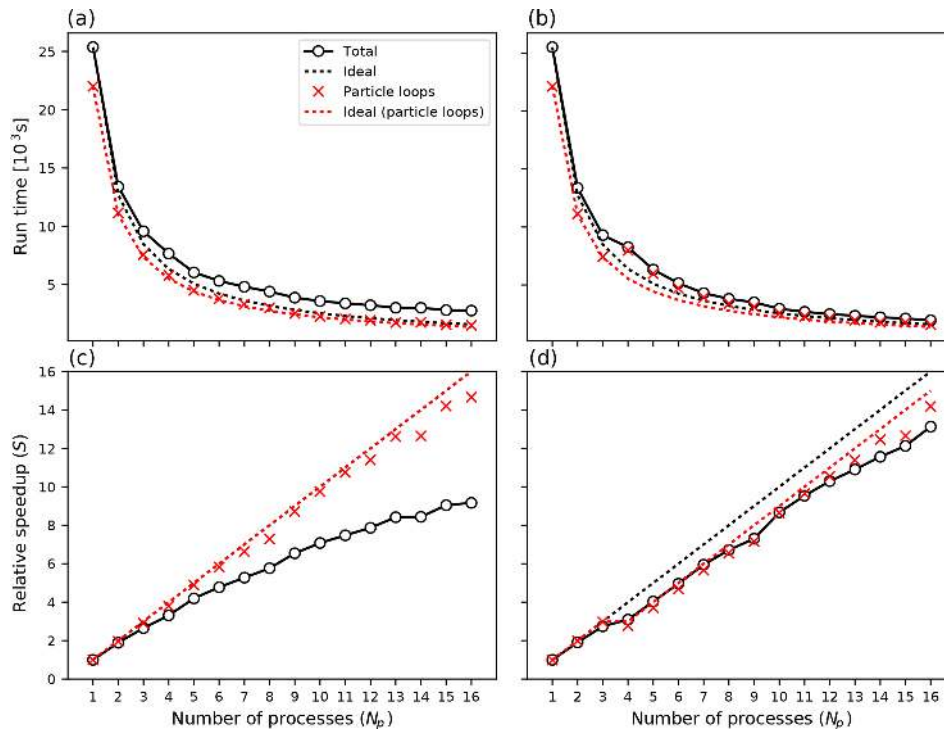 (a)
(b)
Run time [10³s]
25
20
15
10
5
Total
Ideal
Particle loops
Ideal (particle loops)
(c)
(d)
Relative speedup (S)
16
14
12
10
8
6
4
2
0
1 2 3 4 5 6 7 8 9 10 11 12 13 14 15 16
1 2 3 4 5 6 7 8 9 10 11 12 13 14 15 16
Number of processes (Nₚ)
Number of processes (Nₚ)